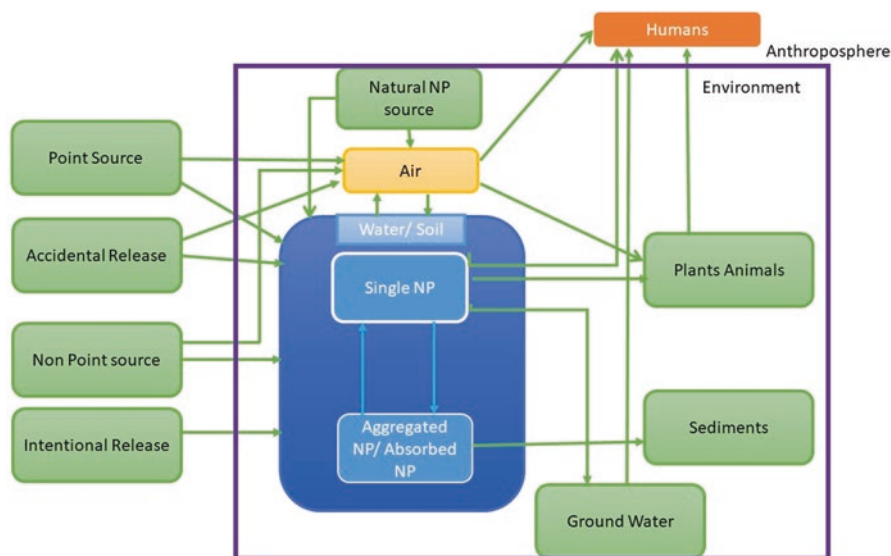 Humans
Anthroposphere
Natural NP
source
Environment
Point Source
Air
Accidental Release
Water/ Soil
Single NP
Plants Animals
Non Point source
Intentional Release
Aggregated
NP/ Absorbed
NP
Sediments
Ground Water